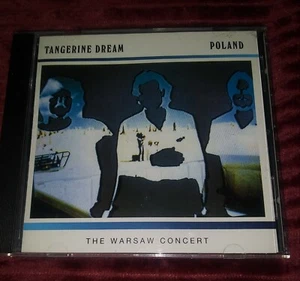 TANGERINE DREAM POLAND
THE WARSAW CONCERT